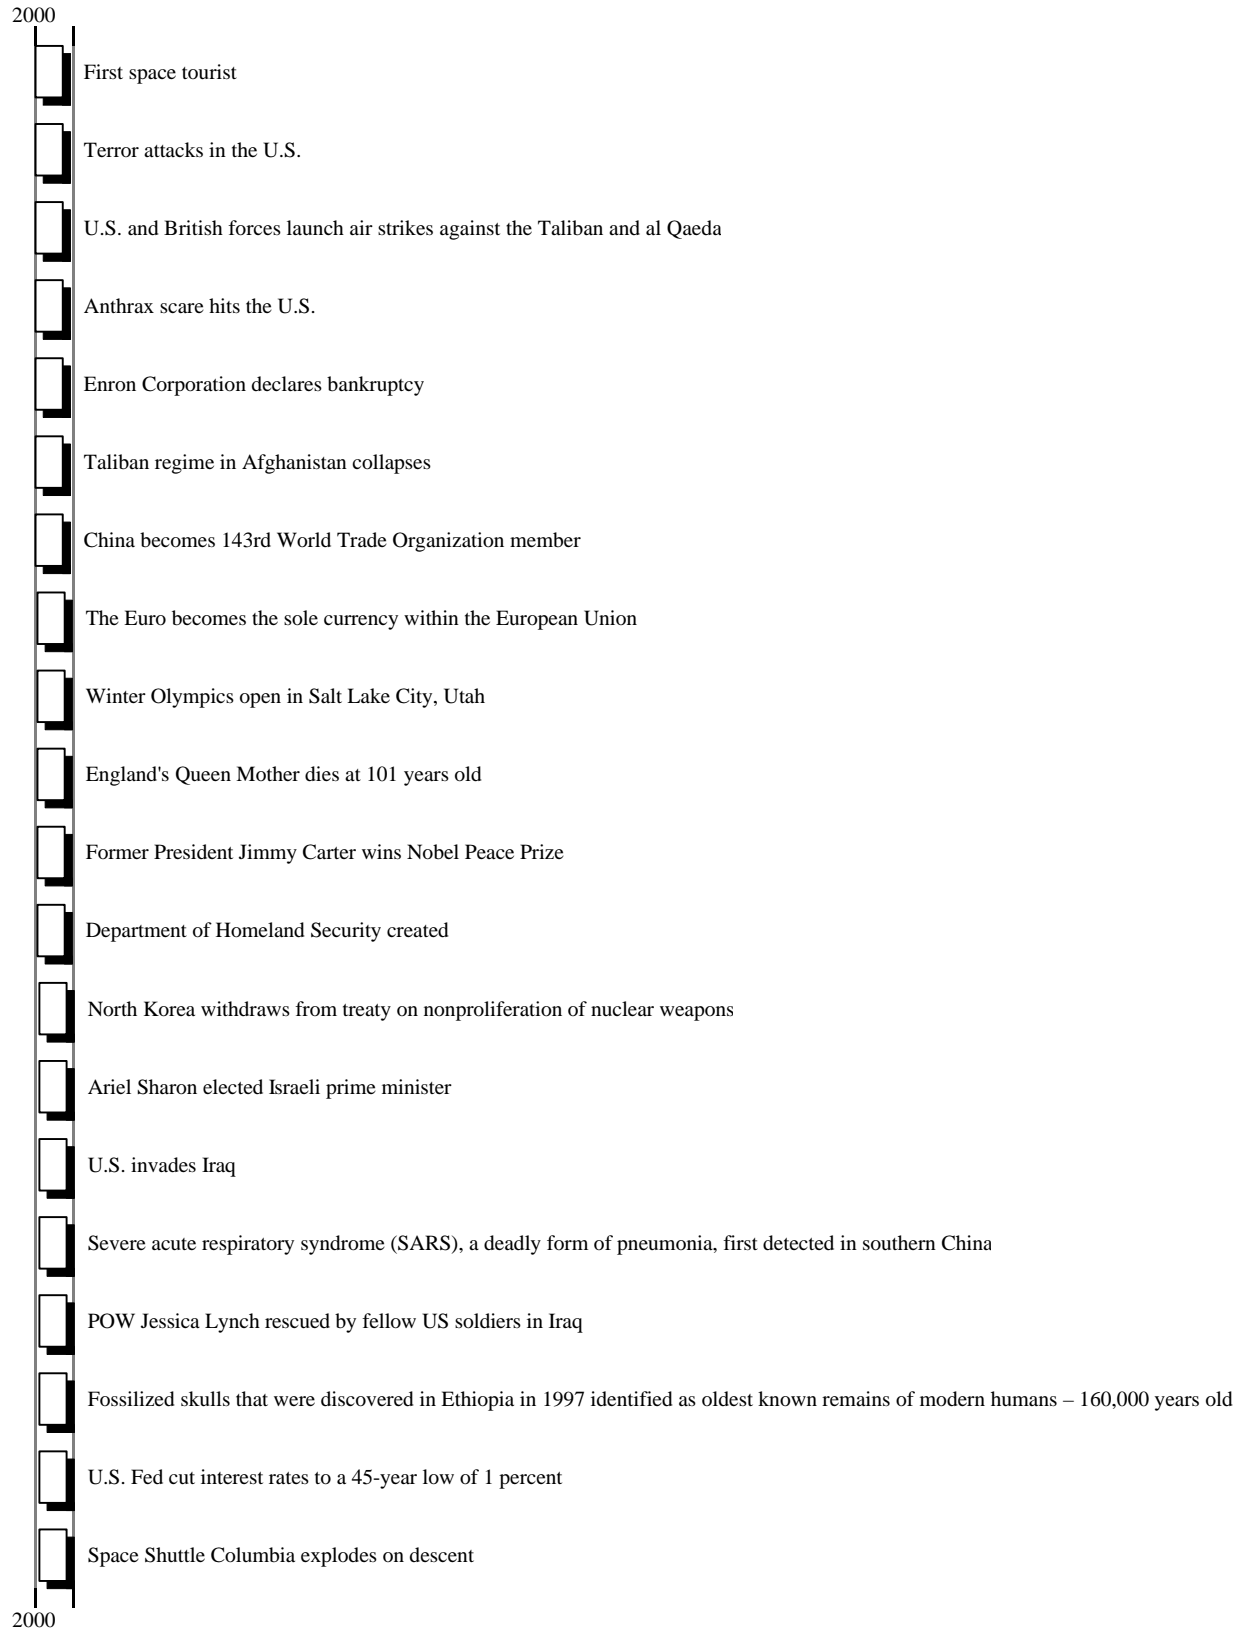 2000
First space tourist
Terror attacks in the U.S.
U.S. and British forces launch air strikes against the Taliban and al Qaeda
Anthrax scare hits the U.S.
Enron Corporation declares bankruptcy
Taliban regime in Afghanistan collapses
China becomes 143rd World Trade Organization member
The Euro becomes the sole currency within the European Union
Winter Olympics open in Salt Lake City, Utah
England's Queen Mother dies at 101 years old
Former President Jimmy Carter wins Nobel Peace Prize
Department of Homeland Security created
North Korea withdraws from treaty on nonproliferation of nuclear weapons
Ariel Sharon elected Israeli prime minister
U.S. invades Iraq
Severe acute respiratory syndrome (SARS), a deadly form of pneumonia, first detected in southern China
POW Jessica Lynch rescued by fellow US soldiers in Iraq
Fossilized skulls that were discovered in Ethiopia in 1997 identified as oldest known remains of modern humans – 160,000 years old
U.S. Fed cut interest rates to a 45-year low of 1 percent
Space Shuttle Columbia explodes on descent
2000